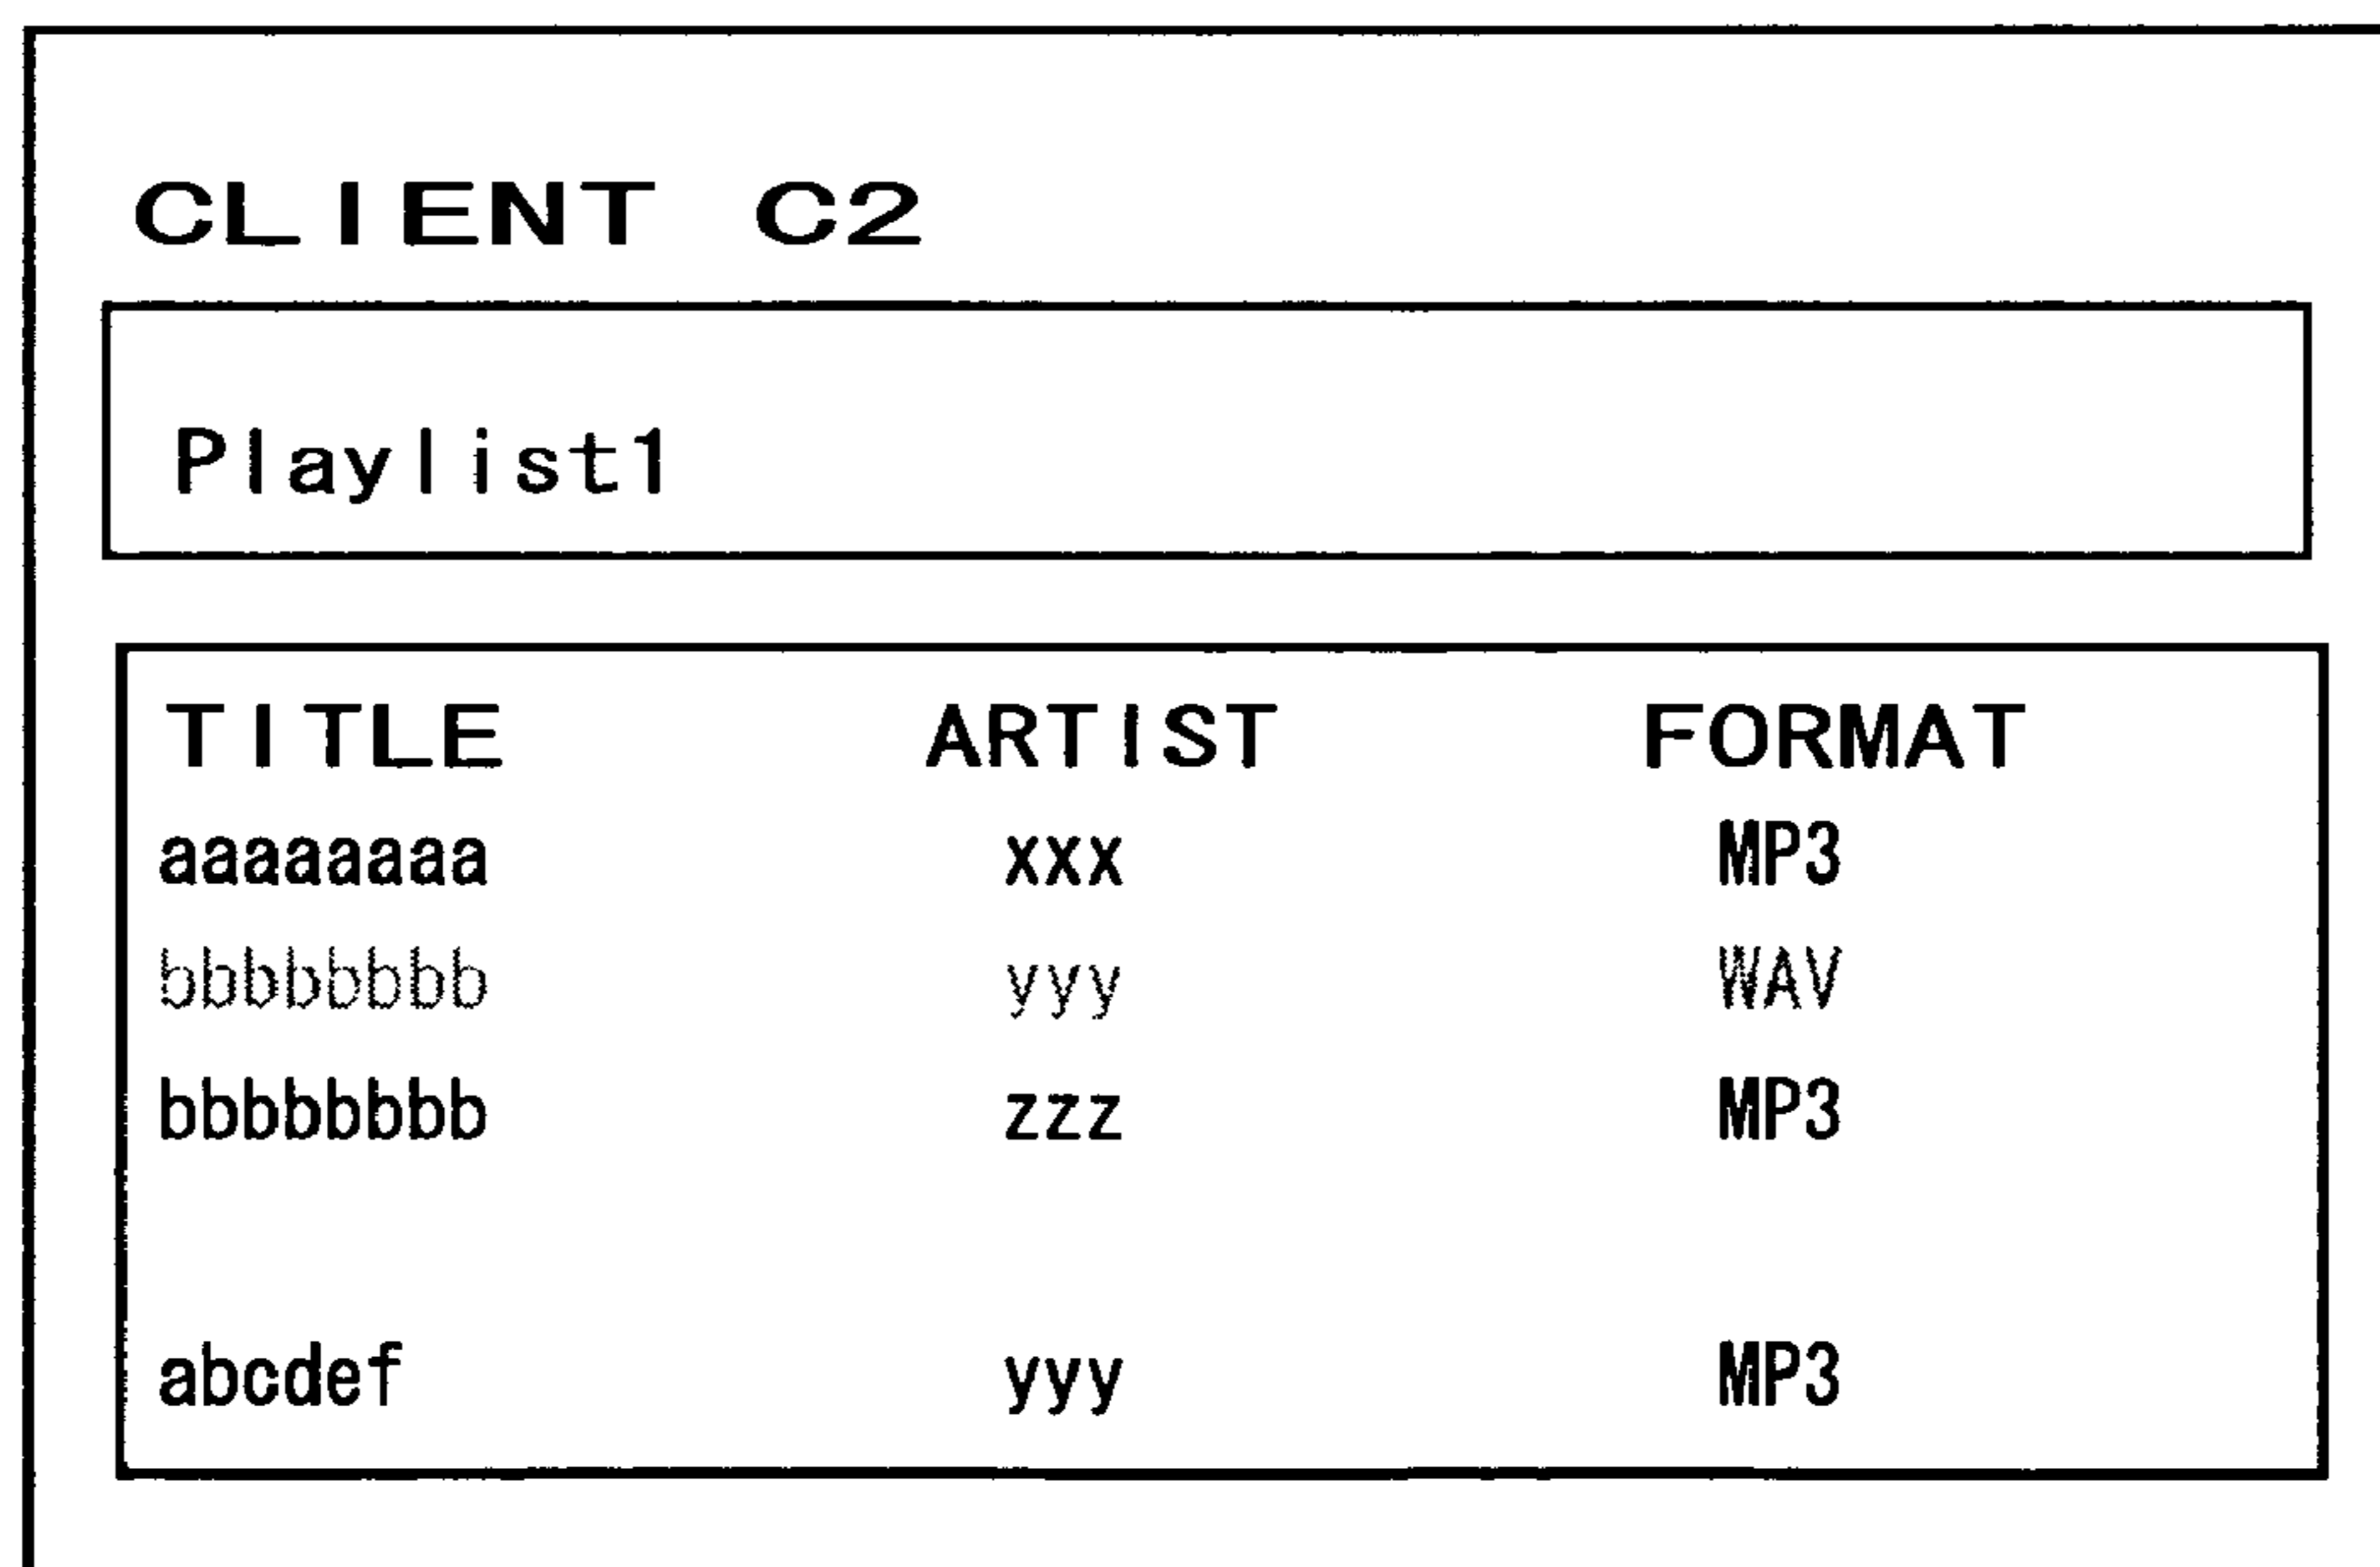 CLIENT C2
Playlist1
TITLE ARTIST FORMAT
aaaaaaaa xxx MP3
bbbbbbbb yyy WAV
bbbbbbbb zzz MP3
abcdef yyy MP3